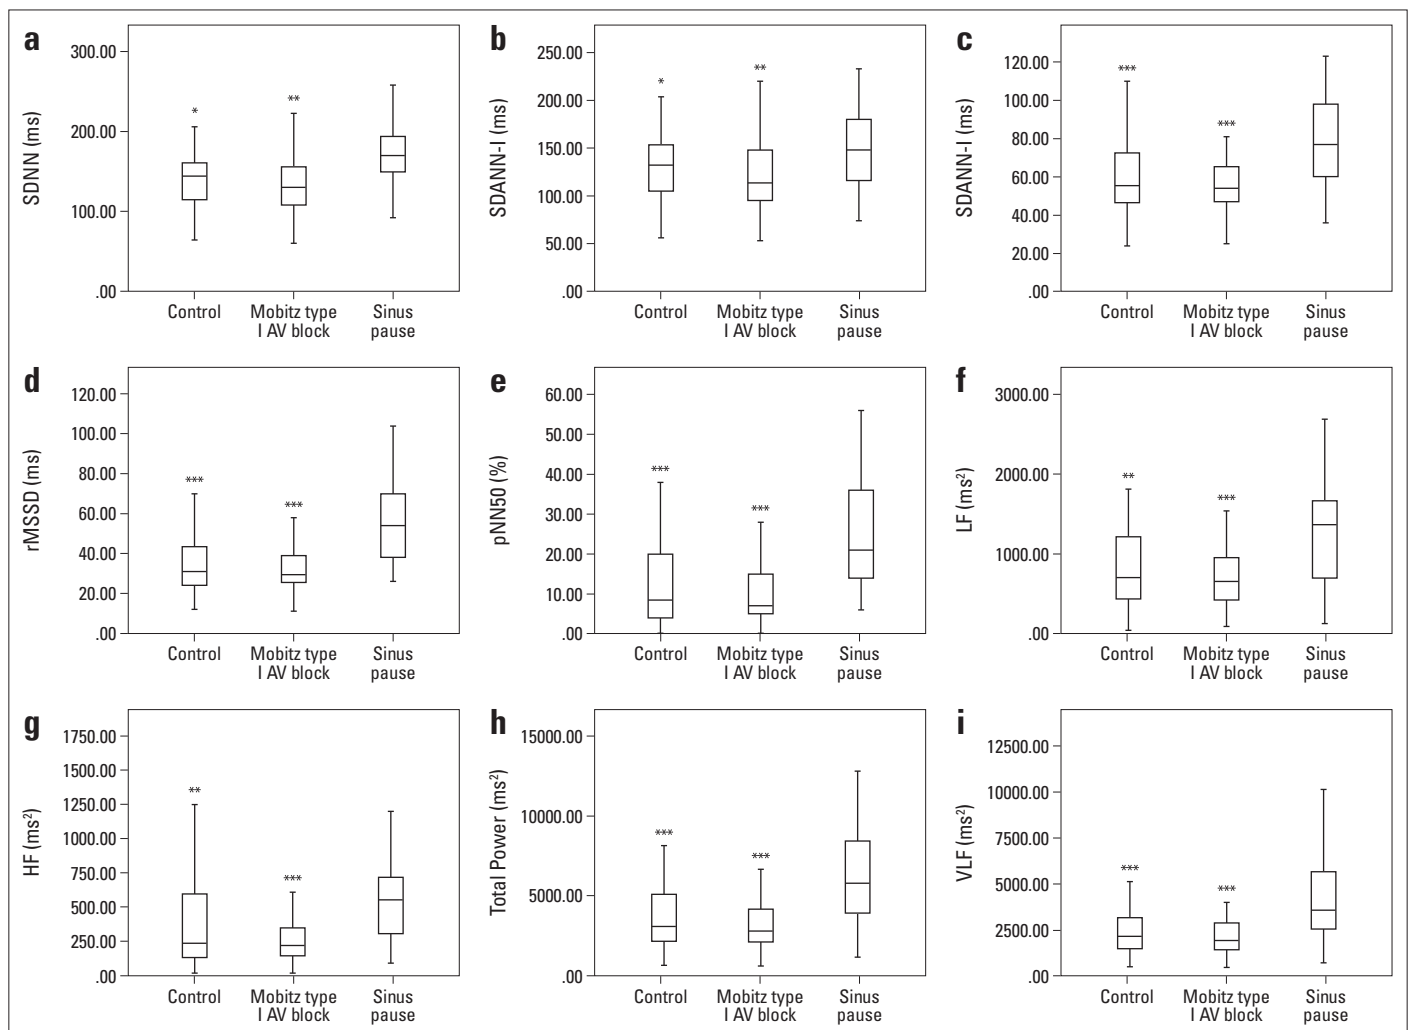 a
SDNN (ms)
300.00
200.00
100.00
.00
*
**
Control
Mobitz type
I AV block
Sinus
pause
b
SDANN-I (ms)
250.00
200.00
150.00
100.00
50.00
.00
*
**
Control
Mobitz type
I AV block
Sinus
pause
c
SDANN-I (ms)
120.00
100.00
80.00
60.00
40.00
20.00
.00
***
***
Control
Mobitz type
I AV block
Sinus
pause
d
rMSSD (ms)
120.00
100.00
80.00
60.00
40.00
20.00
.00
***
***
Control
Mobitz type
I AV block
Sinus
pause
e
pNN50 (%)
60.00
50.00
40.00
30.00
20.00
10.00
.00
***
***
Control
Mobitz type
I AV block
Sinus
pause
f
LF (ms²)
3000.00
2000.00
1000.00
.00
**
***
Control
Mobitz type
I AV block
Sinus
pause
g
HF (ms²)
1750.00
1500.00
1250.00
1000.00
750.00
500.00
250.00
.00
**
***
Control
Mobitz type
I AV block
Sinus
pause
h
Total Power (ms²)
15000.00
10000.00
5000.00
.00
***
***
Control
Mobitz type
I AV block
Sinus
pause
i
VLF (ms²)
12500.00
10000.00
7500.00
5000.00
2500.00
.00
***
***
Control
Mobitz type
I AV block
Sinus
pause